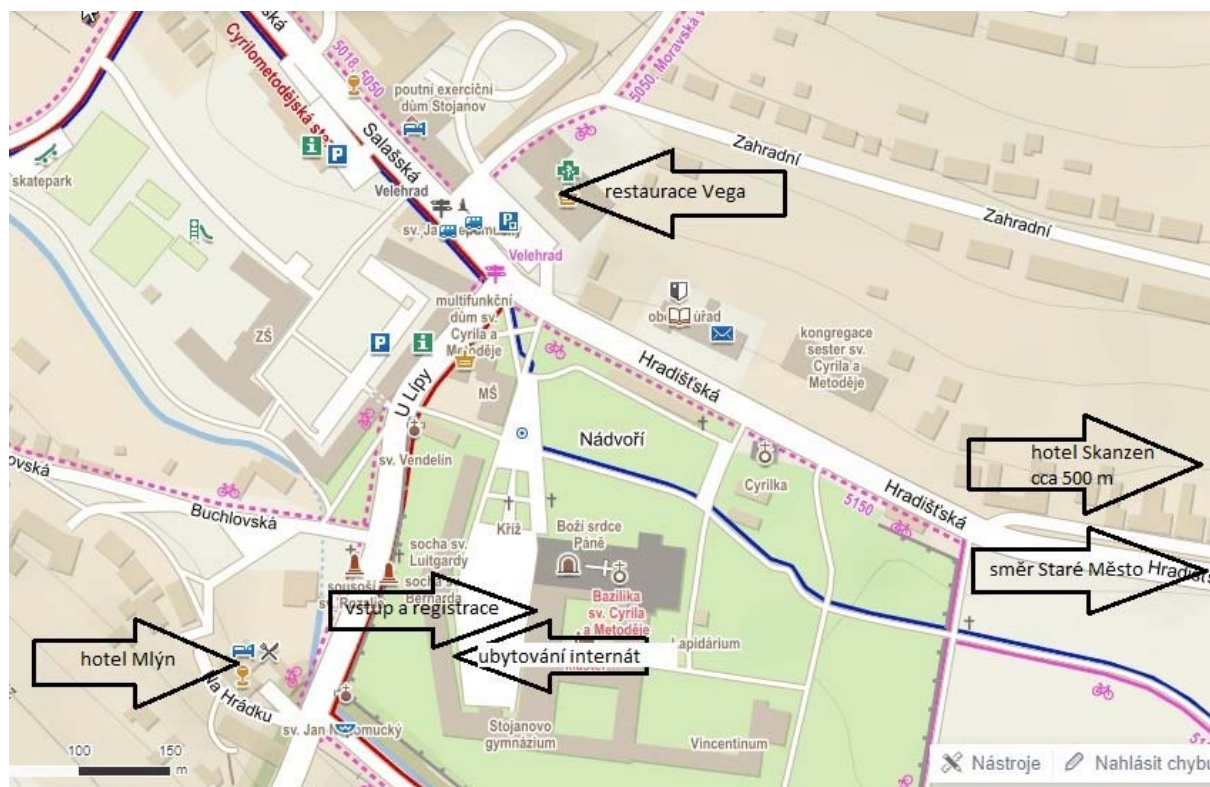 5018, 5050
5050, Moravská
poutní exerciční
dům Stojanov
Cyrilometodějská
Salašská
Zahradní
skatepark
restaurace Vega
Velehrad
Zahradní
Velehrad
multifunkční
dům sv.
Cyrila a
Metoděje
úřad
kongregace
sester sv.
Cyrila a
Metoděje
ZŠ
Hradišťská
U Lípy
MŠ
Nádvoří
hotel Skanzen
cca 500 m
sv. Vendelín
Cyrilka
5150
Hradišťská
Buchlovská
Kříž
Boží srdce
Páně
socha sv.
Luitgardy
směr Staré Město
sousoší
socha
Bernarda
vstup a registrace
Bazilika
sv. Cyrila
a Metoděje
hotel Mlýn
ubytování internát
Lapidárium
Na Hrádku
sv. Jan
Stojanovo
gymnázium
Vincentinum
100 150
m
Nástroje
Nahlásit chybu